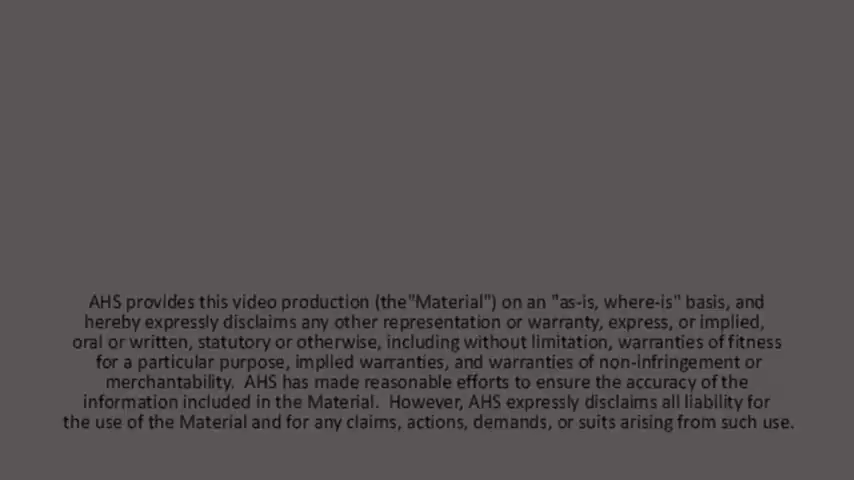 AHS provides this video production (the"Material") on an "as-is, where-is" basis, and
hereby expressly disclaims any other representation or warranty, express, or implied,
oral or written, statutory or otherwise, including without limitation, warranties of fitness
for a particular purpose, implied warranties, and warranties of non-infringement or
merchantability.  AHS has made reasonable efforts to ensure the accuracy of the
information included in the Material.  However, AHS expressly disclaims all liability for
the use of the Material and for any claims, actions, demands, or suits arising from such use.